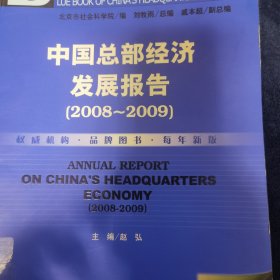 LUE BOOK OF CHINA'S HEADQUARTE
北京市社会科学院/编 刘牧雨/总编 戚本超/副总编
中国总部经济
发展报告
(2008~2009)
权威机构·品牌图书·每年新版
ANNUAL REPORT
ON CHINA'S HEADQUARTERS
ECONOMY
(2008-2009)
主编/赵弘